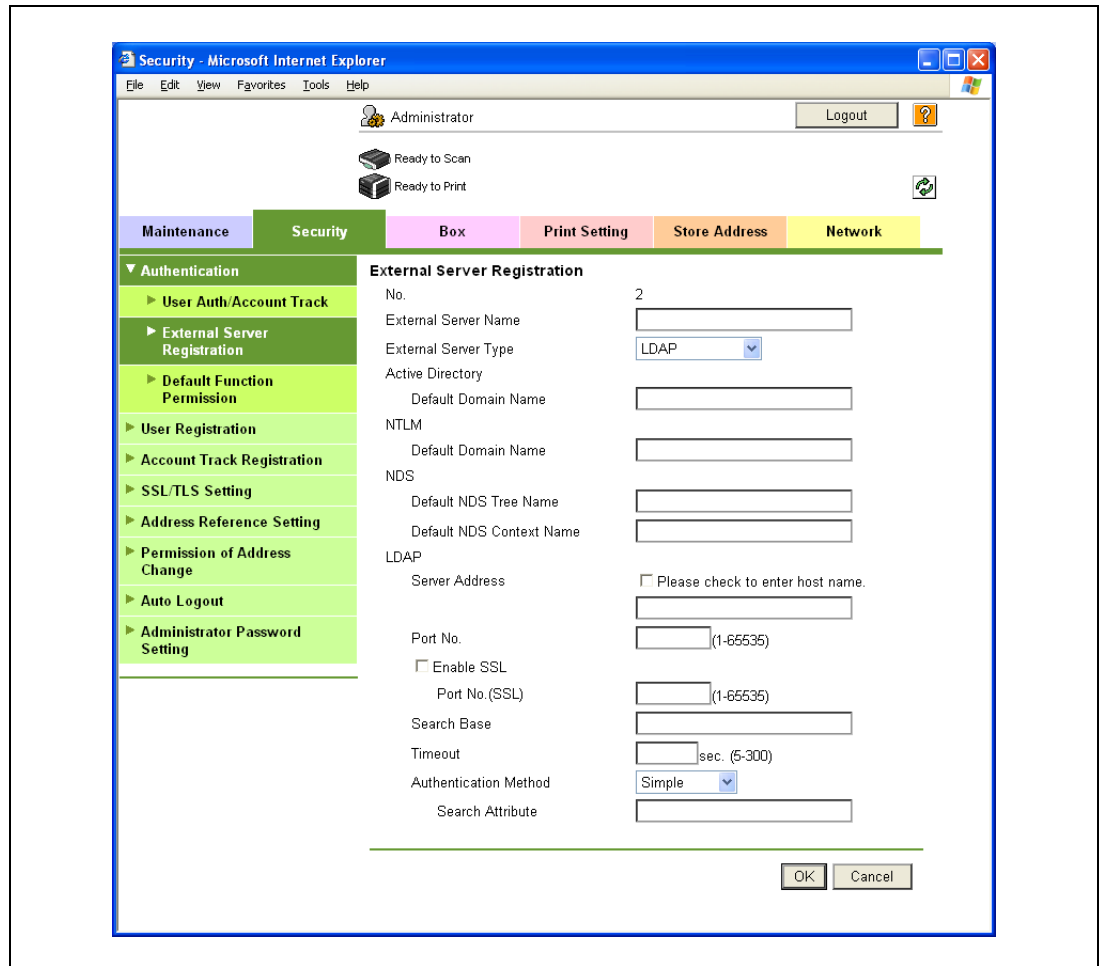 Security - Microsoft Internet Explorer
File Edit View Favorites Tools Help
Administrator
Logout
?
Ready to Scan
Ready to Print
Maintenance Security Box Print Setting Store Address Network
Authentication
User Auth/Account Track
External Server
Registration
Default Function
Permission
User Registration
Account Track Registration
SSL/TLS Setting
Address Reference Setting
Permission of Address
Change
Auto Logout
Administrator Password
Setting
External Server Registration
No. 2
External Server Name
External Server Type LDAP
Active Directory
Default Domain Name
NTLM
Default Domain Name
NDS
Default NDS Tree Name
Default NDS Context Name
LDAP
Server Address Please check to enter host name.
Port No. (1-65535)
Enable SSL
Port No.(SSL) (1-65535)
Search Base
Timeout sec. (5-300)
Authentication Method Simple
Search Attribute
OK Cancel